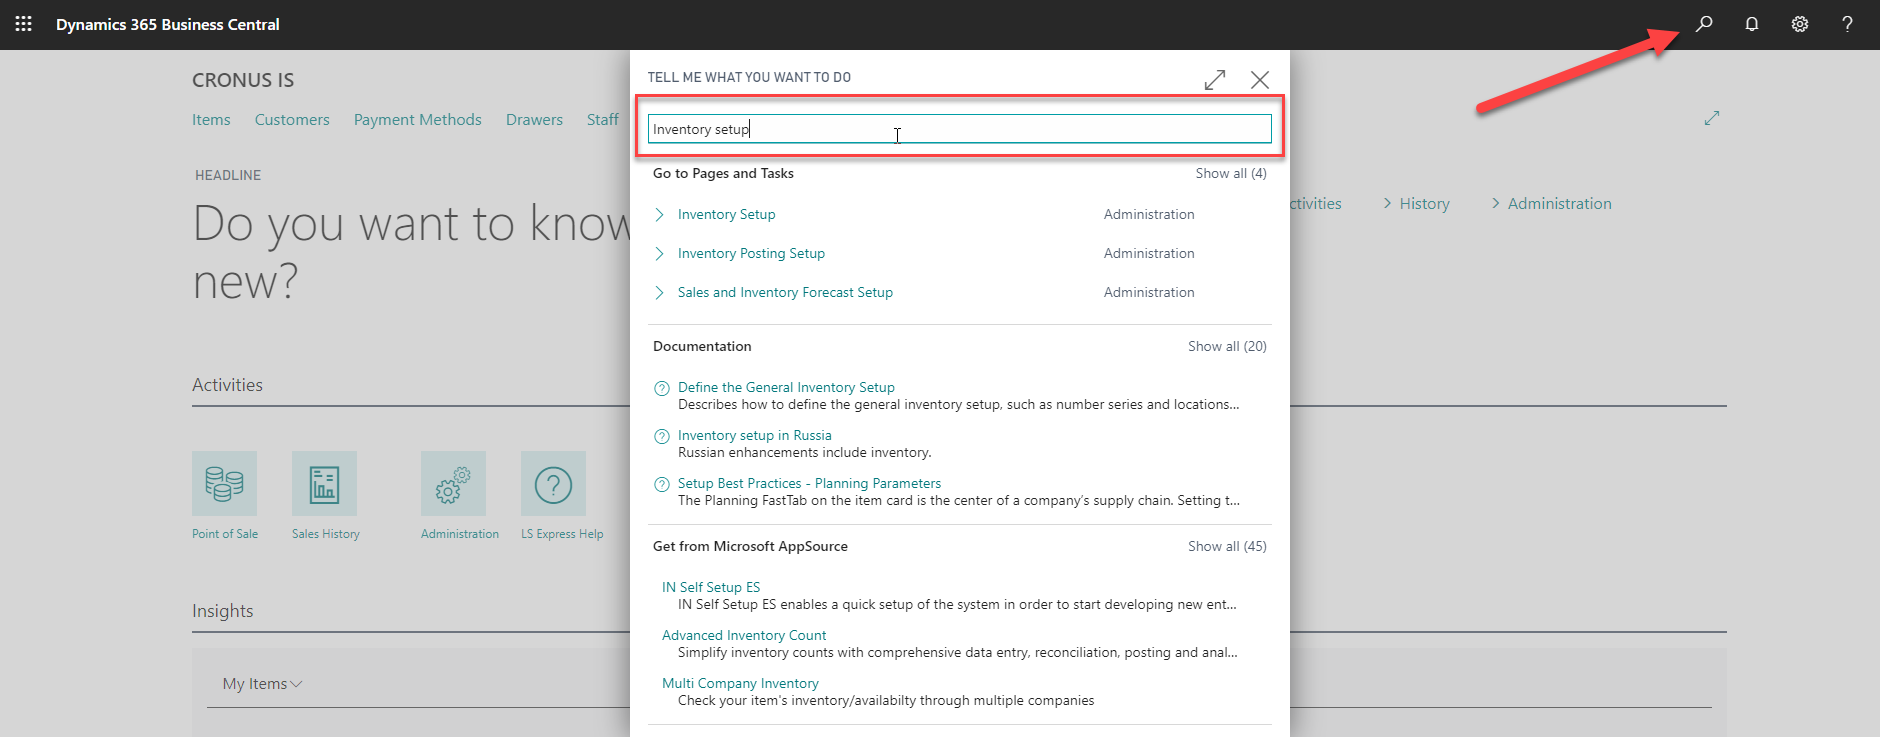 Dynamics 365 Business Central
CRONUS IS
Items Customers Payment Methods Drawers Staff
HEADLINE
Do you want to know
new?
ctivities History Administration
TELL ME WHAT YOU WANT TO DO
Inventory setup
Go to Pages and Tasks Show all (4)
Inventory Setup Administration
Inventory Posting Setup Administration
Sales and Inventory Forecast Setup Administration
Documentation Show all (20)
Define the General Inventory Setup
Describes how to define the general inventory setup, such as number series and locations...
Inventory setup in Russia
Russian enhancements include inventory.
Setup Best Practices - Planning Parameters
The Planning FastTab on the item card is the center of a company’s supply chain. Setting t...
Get from Microsoft AppSource Show all (45)
IN Self Setup ES
IN Self Setup ES enables a quick setup of the system in order to start developing new ent...
Advanced Inventory Count
Simplify inventory counts with comprehensive data entry, reconciliation, posting and anal...
Multi Company Inventory
Check your item's inventory/availabilty through multiple companies
Activities
Point of Sale Sales History Administration LS Express Help
Insights
My Items